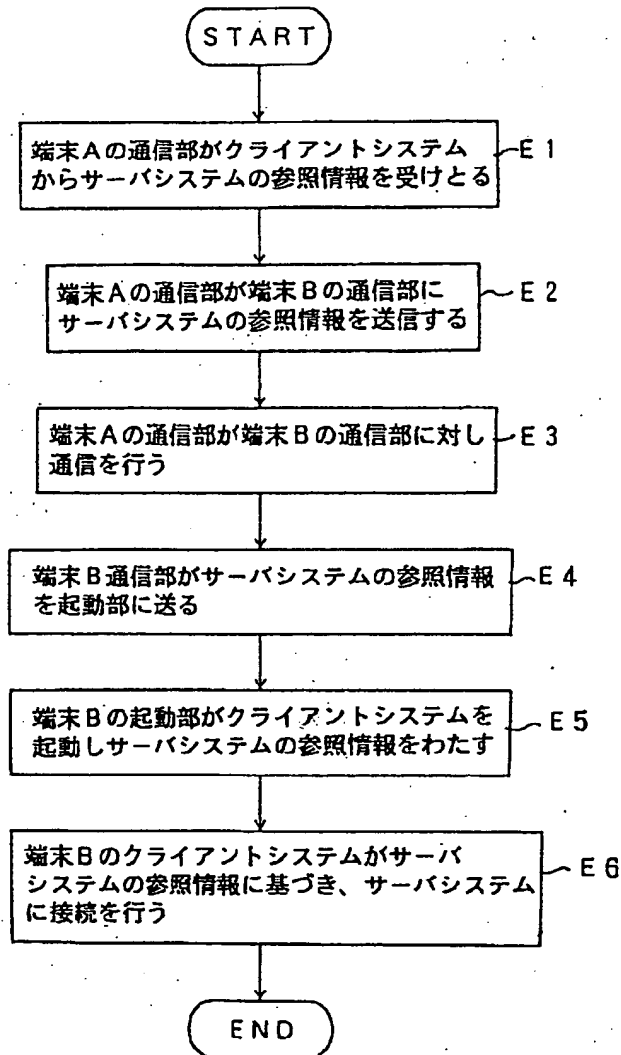 START
端末Aの通信部がクライアントシステム
からサーバシステムの参照情報を受けとる
E1
端末Aの通信部が端末Bの通信部に
サーバシステムの参照情報を送信する
E2
端末Aの通信部が端末Bの通信部に対し
通信を行う
E3
端末B通信部がサーバシステムの参照情報
を起動部に送る
E4
端末Bの起動部がクライアントシステムを
起動しサーバシステムの参照情報をわたす
E5
端末Bのクライアントシステムがサーバ
システムの参照情報に基づき、サーバシステム
に接続を行う
E6
END